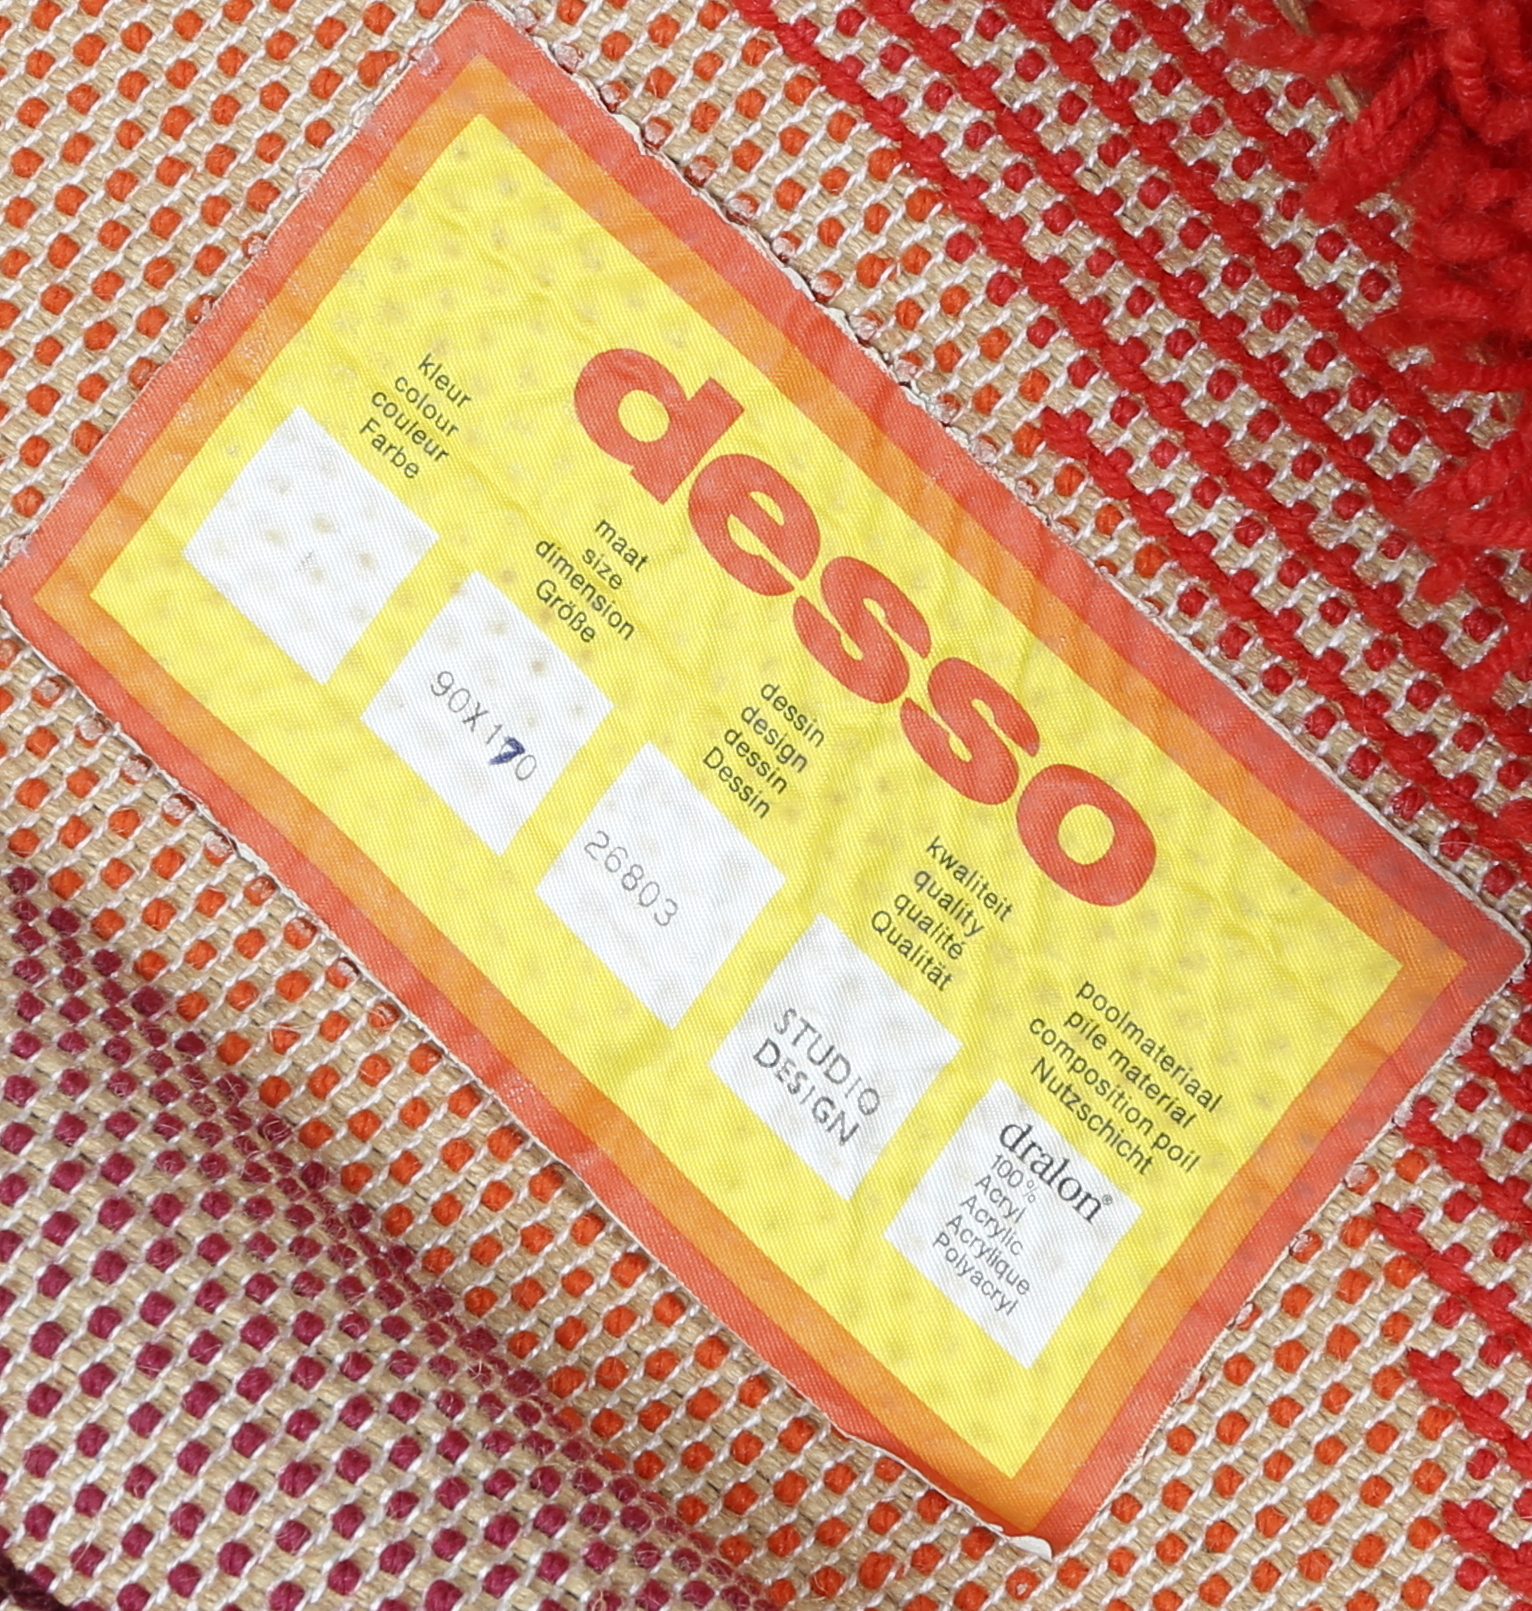 desso
kleur
colour
couleur
Farbe
maat
size
dimension
Größe
90X170
dessin
design
dessin
Dessin
26803
kwaliteit
quality
qualité
Qualität
STUDIO
DESIGN
poolmateriaal
pile material
composition poil
Nutzschicht
dralon®
100%
Acryl
Acrylic
Acrylique
Polyacryl